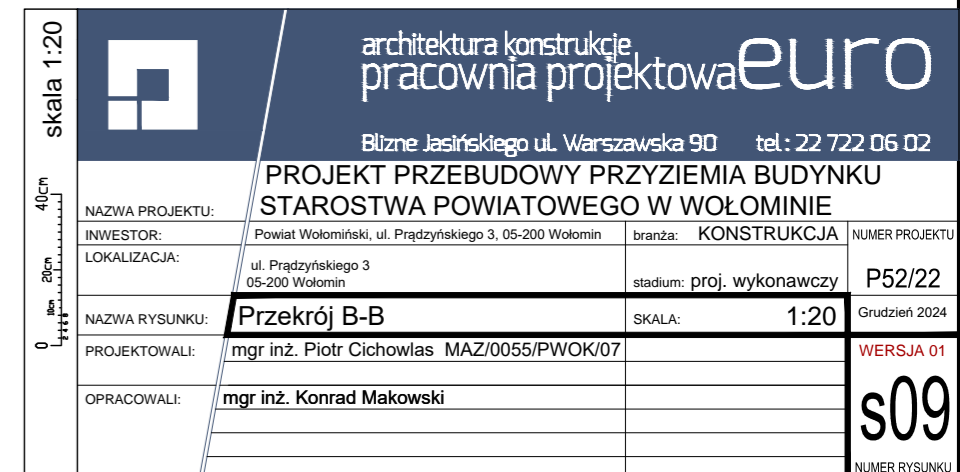 skala 1:20
architektura konstrukcje
pracownia projektowa euro
Blizne Jasińskiego ul. Warszawska 90 tel.: 22 722 06 02
40cm
20cm
10cm
2 4 6 8
0
NAZWA PROJEKTU: PROJEKT PRZEBUDOWY PRZYZIEMIA BUDYNKU
STAROSTWA POWIATOWEGO W WOŁOMINIE
INWESTOR: Powiat Wołomiński, ul. Prądzyńskiego 3, 05-200 Wołomin branża: KONSTRUKCJA NUMER PROJEKTU
LOKALIZACJA: ul. Prądzyńskiego 3
05-200 Wołomin stadium: proj. wykonawczy P52/22
NAZWA RYSUNKU: Przekrój B-B SKALA: 1:20 Grudzień 2024
PROJEKTOWALI: mgr inż. Piotr Cichowlas MAZ/0055/PWOK/07 WERSJA 01
OPRACOWALI: mgr inż. Konrad Makowski s09
NUMER RYSUNKU